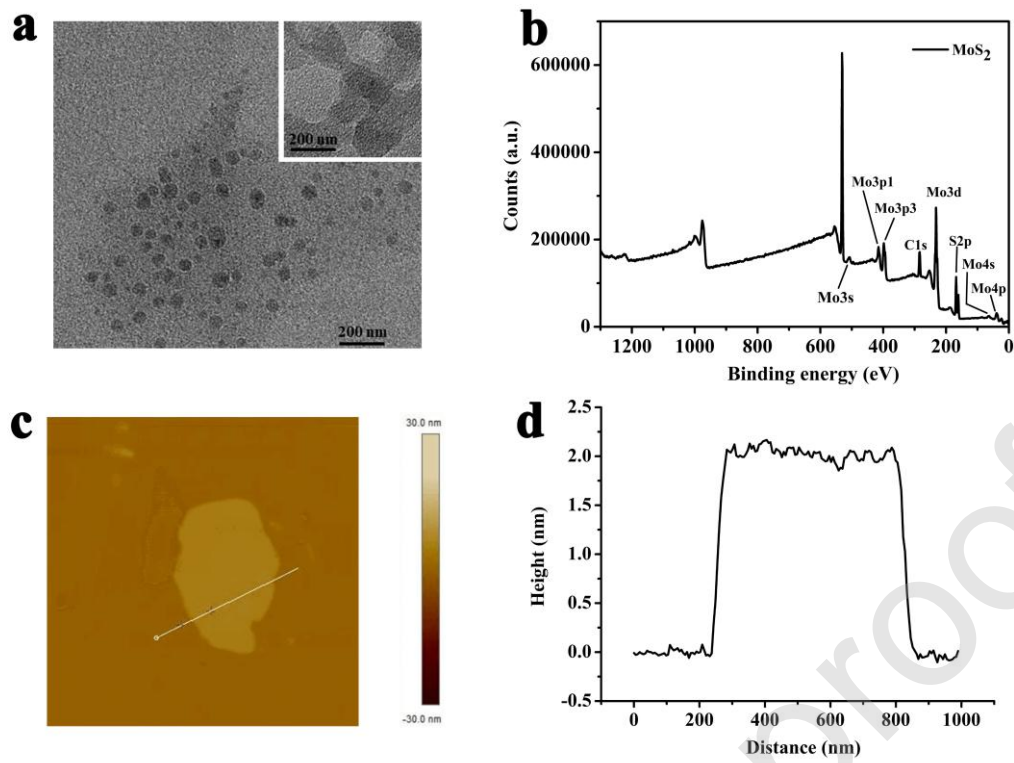 a
200 nm
200 nm
b
MoS2
600000
400000
200000
0
Counts (a.u.)
Mo3p1
Mo3p3
Mo3s
C1s
Mo3d
S2p
Mo4s
Mo4p
1200 1000 800 600 400 200 0
Binding energy (eV)
c
30.0 nm
-30.0 nm
d
2.5
2.0
1.5
1.0
0.5
0.0
-0.5
Height (nm)
0 200 400 600 800 1000
Distance (nm)
proof